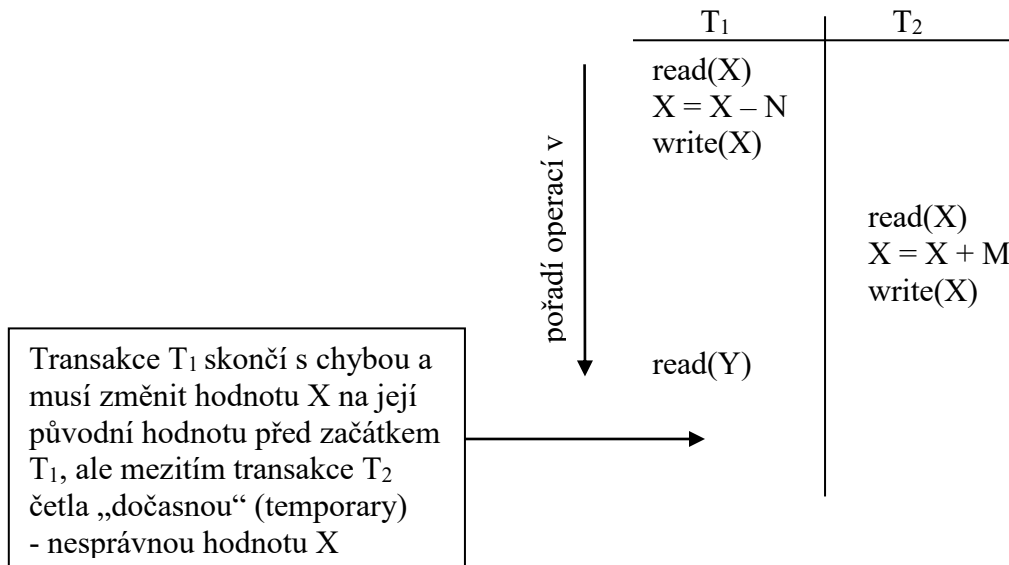 T1 T2
read(X)
X = X – N
write(X)
read(X)
X = X + M
write(X)
read(Y)
pořadí operací v
Transakce T1 skončí s chybou a
musí změnit hodnotu X na její
původní hodnotu před začátkem
T1, ale mezitím transakce T2
četla „dočasnou“ (temporary)
- nesprávnou hodnotu X